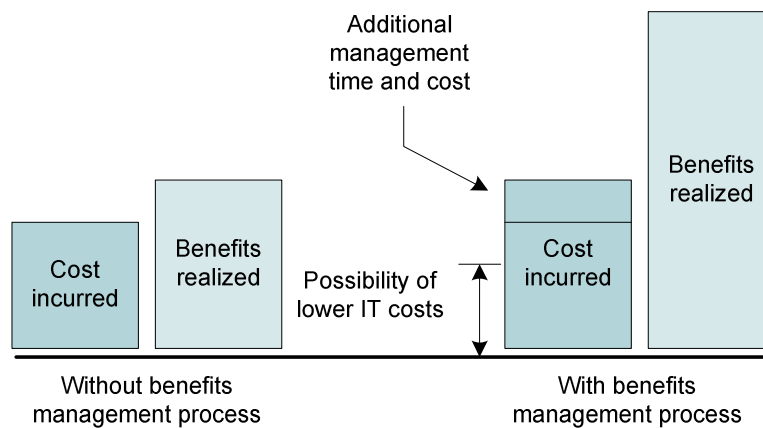 Additional
management
time and cost
Cost
incurred
Benefits
realized
Possibility of
lower IT costs
Cost
incurred
Benefits
realized
Without benefits
management process
With benefits
management process